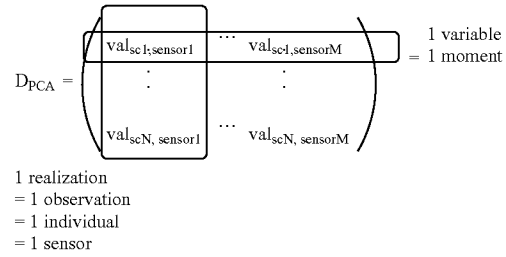 val_sc1,sensor1 ... val_sc1,sensorM
1 variable
= 1 moment
D_PCA =
val_scN, sensor1 ... val_scN, sensorM
1 realization
= 1 observation
= 1 individual
= 1 sensor